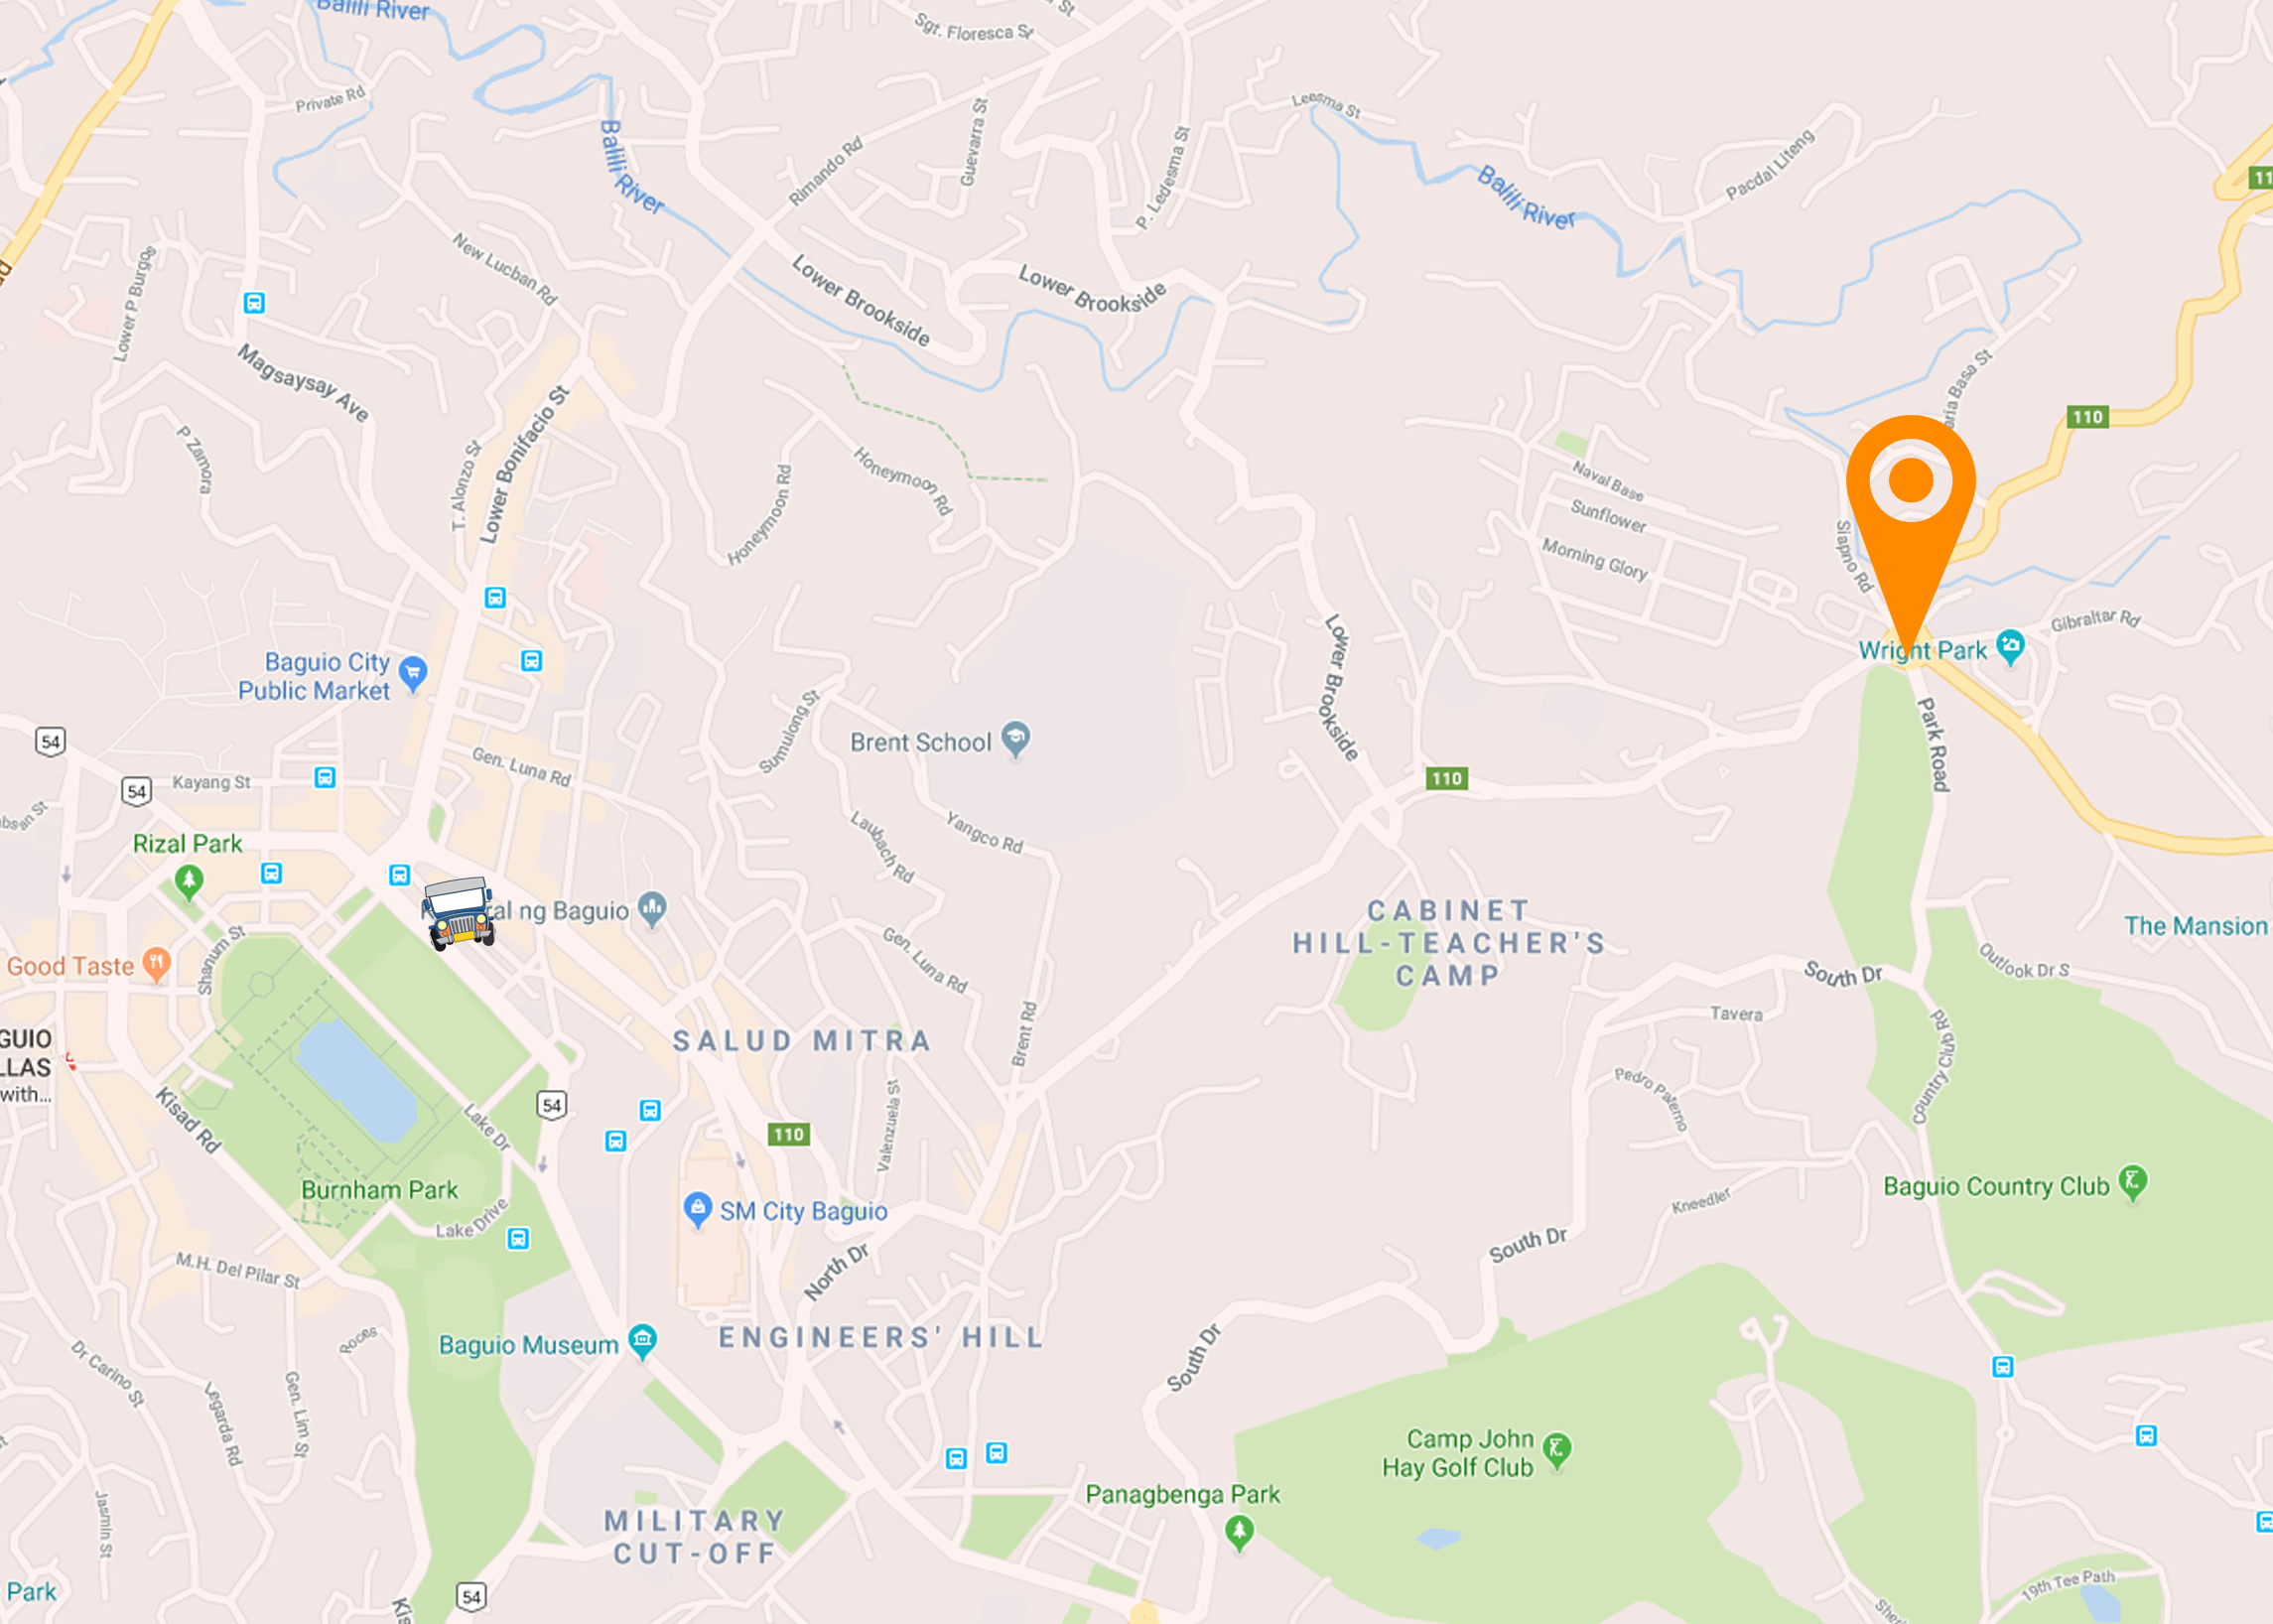 Balili River
Sgt. Floresca St
Private Rd
Leesma St
Guevarra St
Rimando Rd
P. Ledesma St
Balili River
Balili River
Pacdal Liteng
110
New Lucban Rd
Lower P Burgos
Lower Brookside
Lower Brookside
Magsaysay Ave
P Zamora
T. Alonzo St
Lower Bonifacio St
Honeymoon Rd
Honeymoon Rd
Naval Base
Sunflower
Morning Glory
Siapno Rd
Basa St
Gibraltar Rd
Wright Park
Park Road
Baguio City
Public Market
54
54
Kayang St
Gen. Luna Rd
Sumulong St
Brent School
Lower Brookside
110
Yangco Rd
Laubach Rd
Rizal Park
ral ng Baguio
Good Taste
Shanum St
Gen. Luna Rd
CABINET
HILL-TEACHER'S
CAMP
South Dr
The Mansion
Outlook Dr S
Tavera
Country Club Rd
SALUD MITRA
Brent Rd
Pedro Paterno
GUIO
LLAS
with...
Kisad Rd
Lake Dr
54
110
Valenzuela St
Burnham Park
Lake Drive
SM City Baguio
Baguio Country Club
Kneedler
South Dr
M.H. Del Pilar St
North Dr
Roces
Baguio Museum
ENGINEERS' HILL
South Dr
Dr Carino St
Legarda Rd
Gen. Lim St
Camp John
Hay Golf Club
Panagbenga Park
Jasmin St
MILITARY
CUT-OFF
54
Park
19th Tee Path